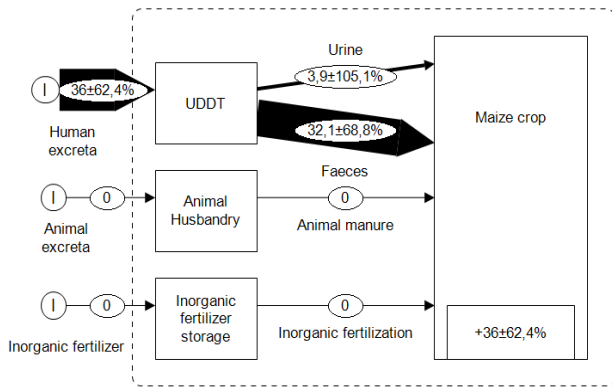 Urine
I
36±62,4%
UDDT
3,9±105,1%
Maize crop
32,1±68,8%
Human
excreta
Faeces
I
0
Animal
Husbandry
0
Animal
excreta
Animal manure
I
0
Inorganic
fertilizer
storage
0
Inorganic fertilizer
Inorganic fertilization
+36±62,4%